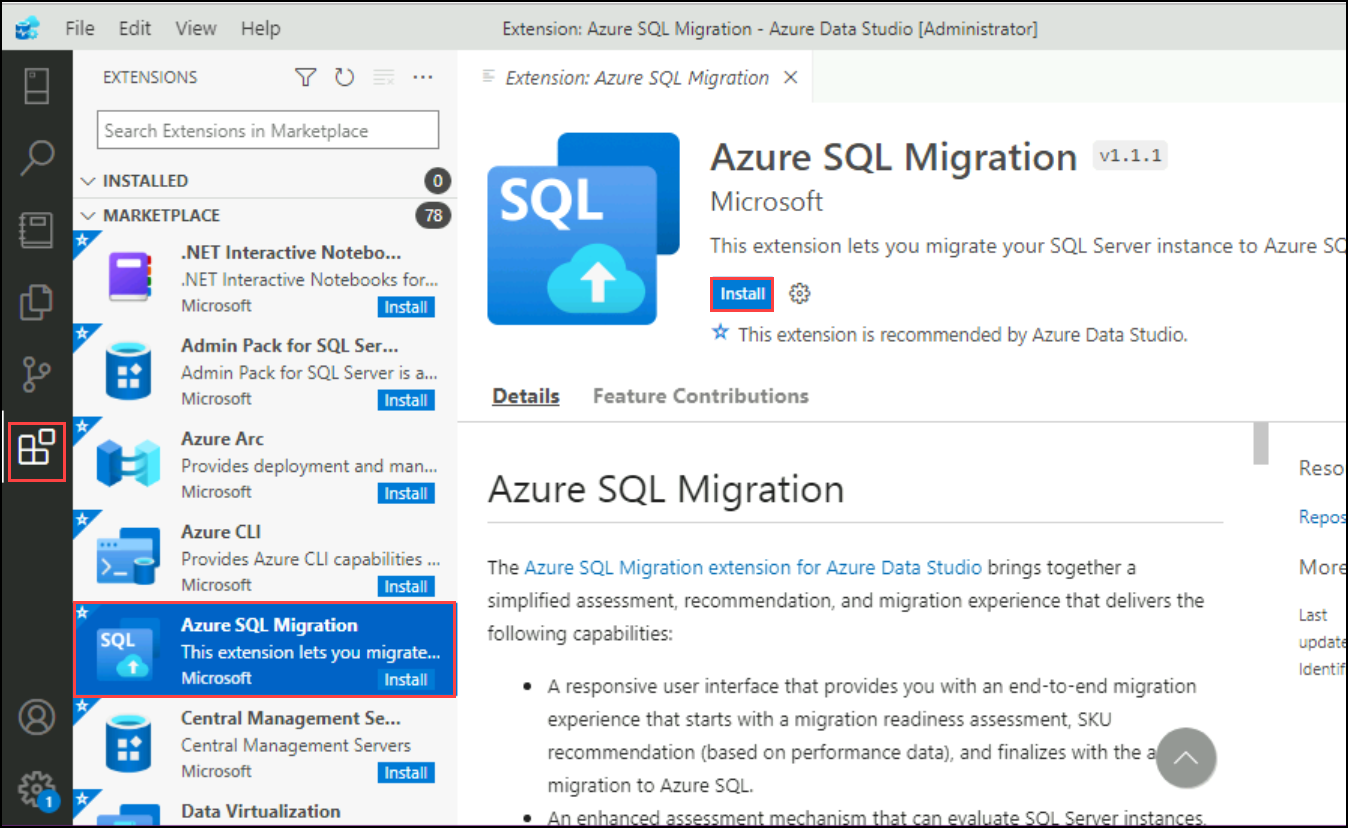 File Edit View Help
Extension: Azure SQL Migration - Azure Data Studio [Administrator]
EXTENSIONS
Search Extensions in Marketplace
INSTALLED 0
MARKETPLACE 78
.NET Interactive Notebo...
.NET Interactive Notebooks for...
Microsoft Install
Admin Pack for SQL Ser...
Admin Pack for SQL Server is a...
Microsoft Install
Azure Arc
Provides deployment and man...
Microsoft Install
Azure CLI
Provides Azure CLI capabilities ...
Microsoft Install
Azure SQL Migration
SQL
This extension lets you migrate...
Microsoft Install
Central Management Se...
Central Management Servers
Microsoft Install
Data Virtualization
1
Extension: Azure SQL Migration
SQL
Azure SQL Migration v1.1.1
Microsoft
This extension lets you migrate your SQL Server instance to Azure SQ
Install
This extension is recommended by Azure Data Studio.
Details Feature Contributions
Azure SQL Migration
The Azure SQL Migration extension for Azure Data Studio brings together a
simplified assessment, recommendation, and migration experience that delivers the
following capabilities:
• A responsive user interface that provides you with an end-to-end migration
experience that starts with a migration readiness assessment, SKU
recommendation (based on performance data), and finalizes with the a
migration to Azure SQL.
• An enhanced assessment mechanism that can evaluate SQL Server instances,
Reso
Repos
More
Last
update
Identif